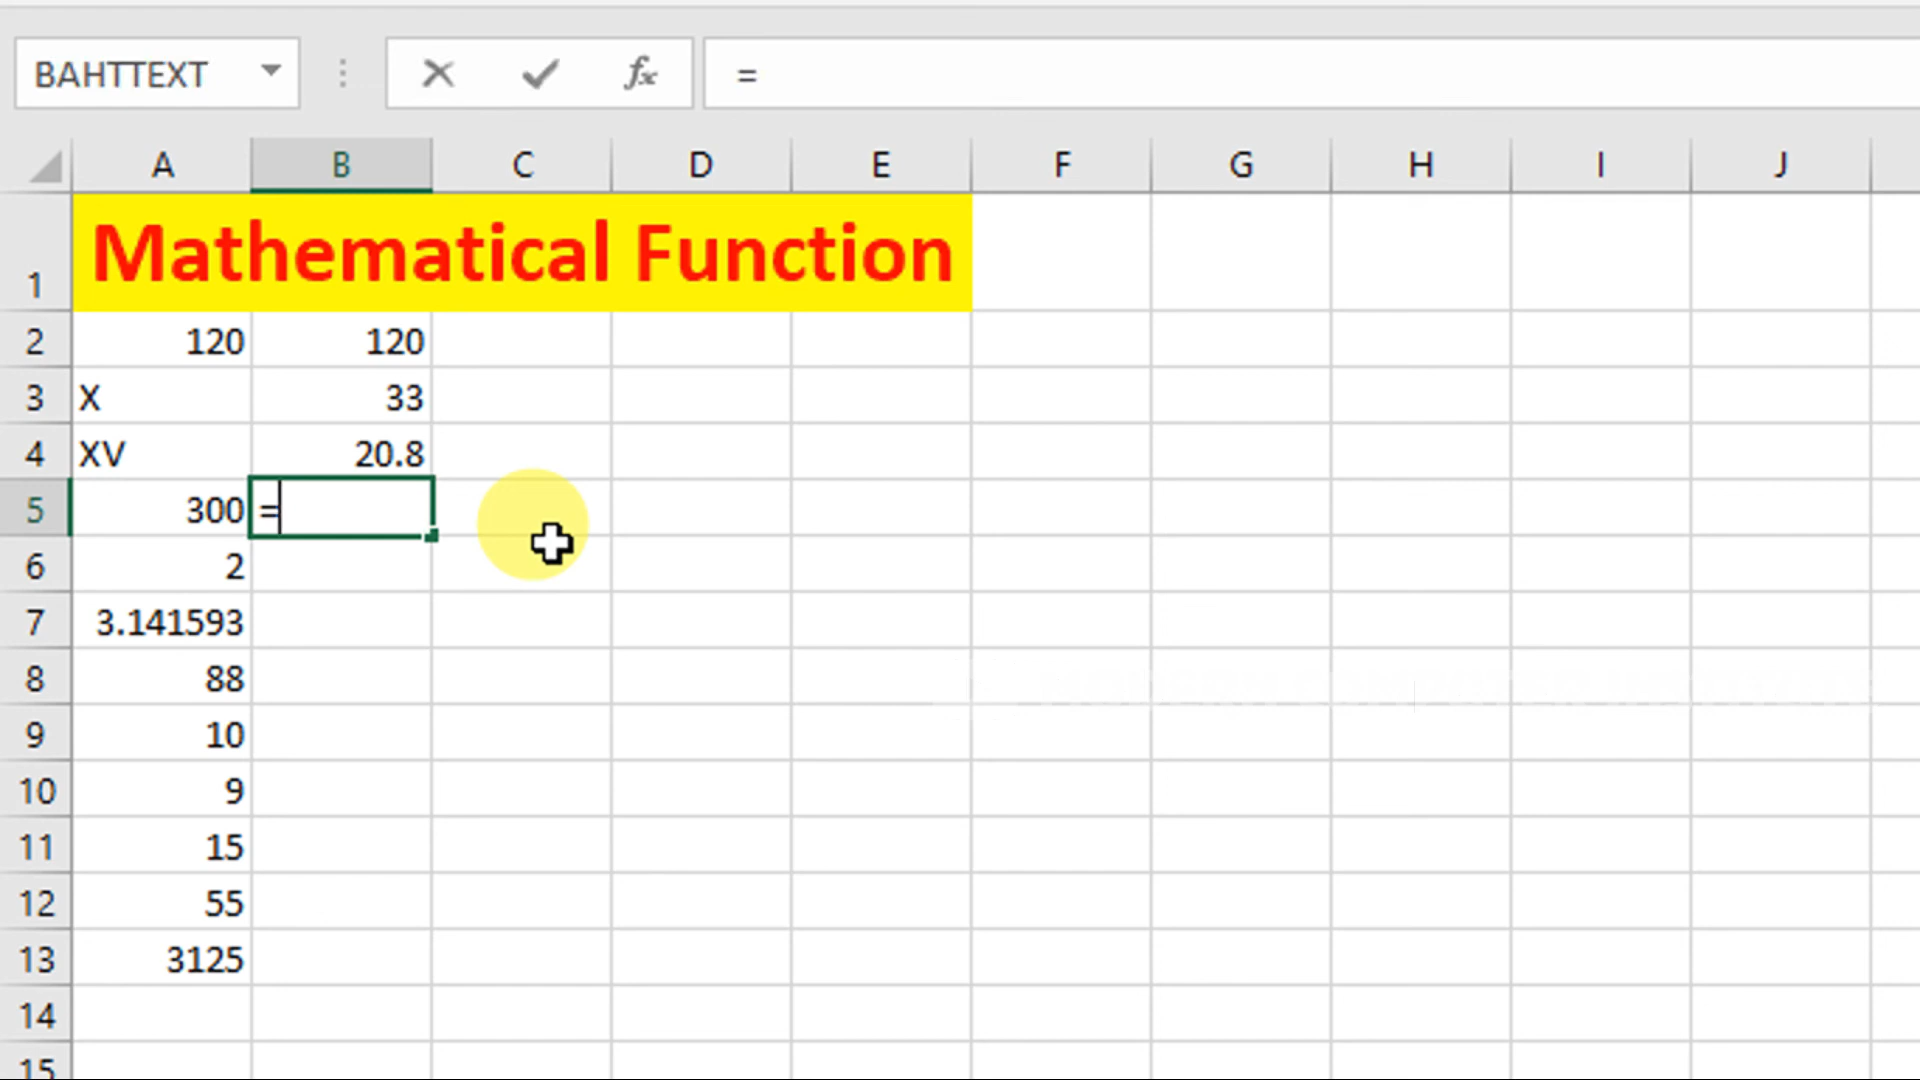 BAHTTEXT fx =
A B C D E F G H I J
1 Mathematical Function
2 120 120
3 X 33
4 XV 20.8
5 300 =
6 2
7 3.141593
8 88
9 10
10 9
11 15
12 55
13 3125
14
15